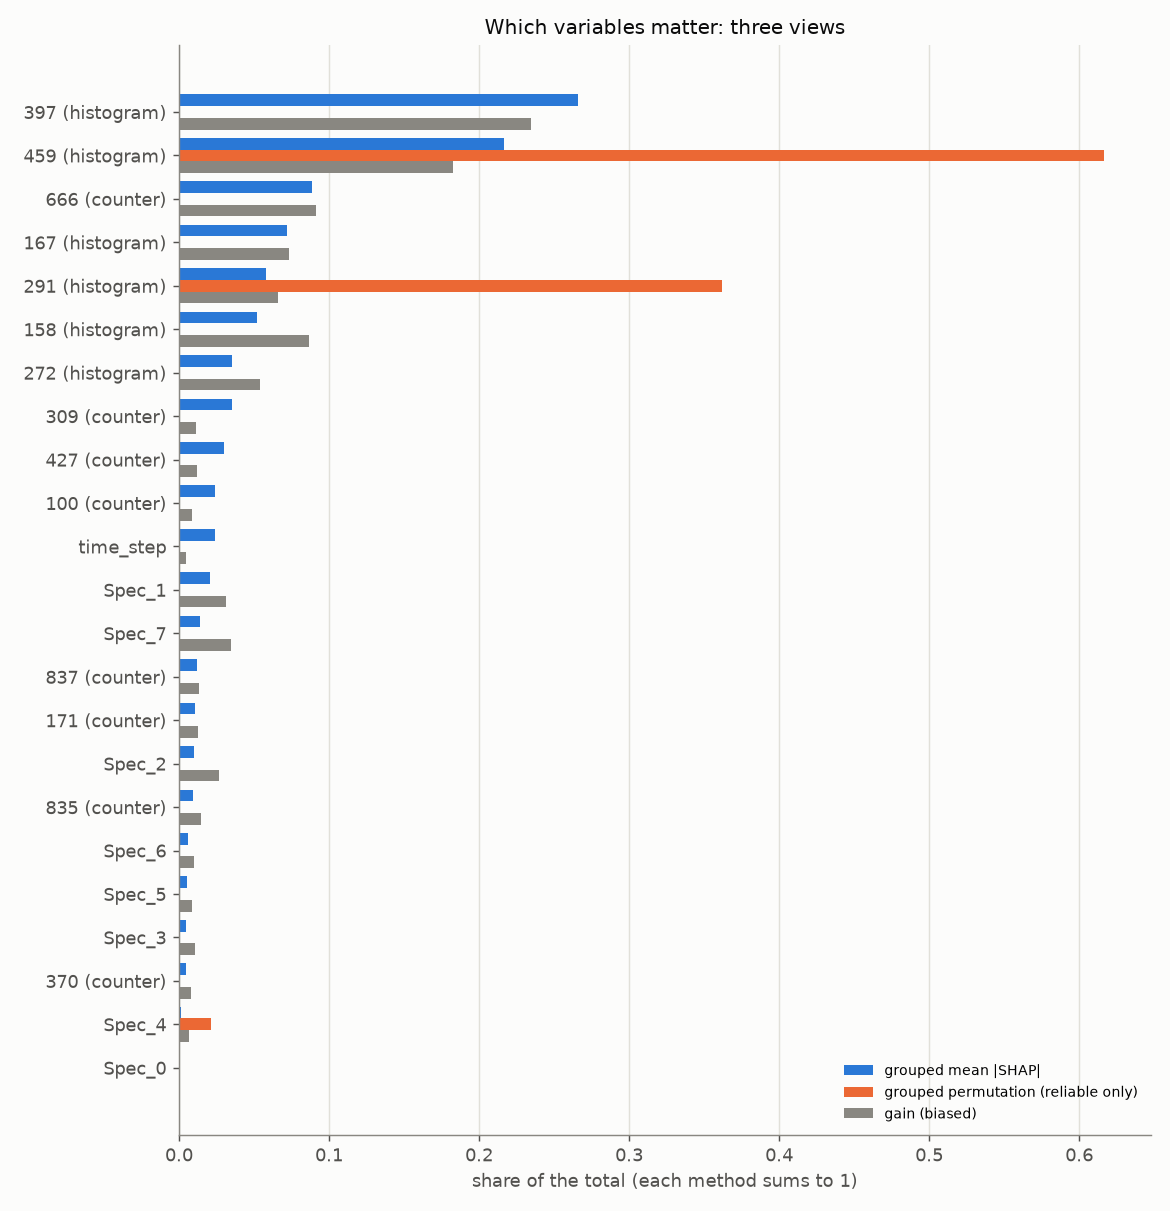 Which variables matter: three views
397 (histogram)
459 (histogram)
666 (counter)
167 (histogram)
291 (histogram)
158 (histogram)
272 (histogram)
309 (counter)
427 (counter)
100 (counter)
time_step
Spec_1
Spec_7
837 (counter)
171 (counter)
Spec_2
835 (counter)
Spec_6
Spec_5
Spec_3
370 (counter)
Spec_4
Spec_0
grouped mean |SHAP|
grouped permutation (reliable only)
gain (biased)
0.0 0.1 0.2 0.3 0.4 0.5 0.6
share of the total (each method sums to 1)